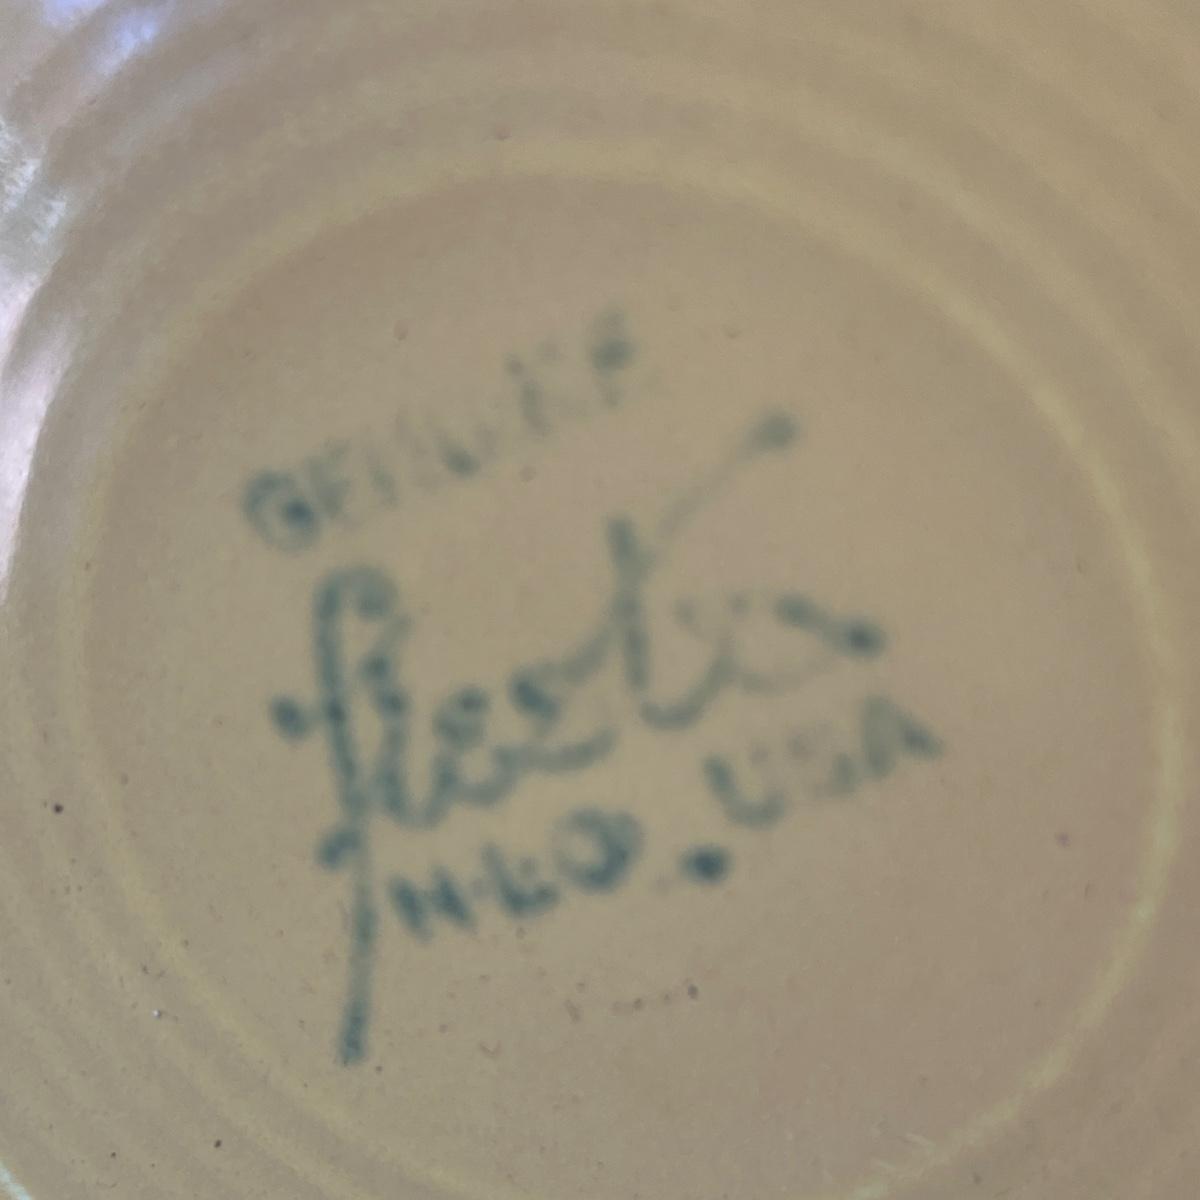 GENUINE
fiesta
HLCO. USA